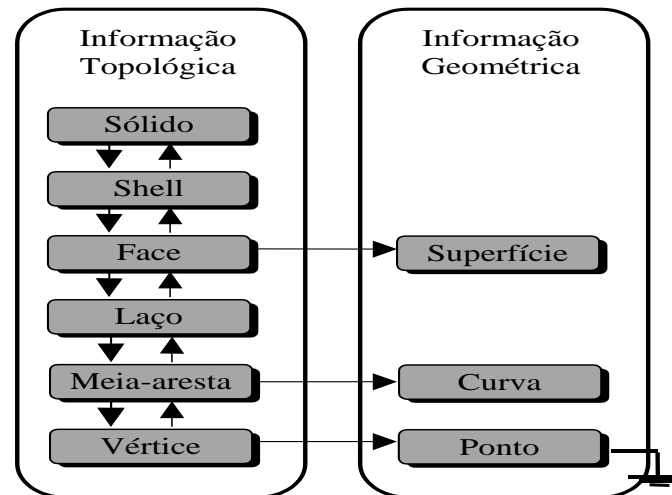 Informação
Topológica
Sólido
Shell
Face
Laço
Meia-aresta
Vértice
Informação
Geométrica
Superfície
Curva
Ponto